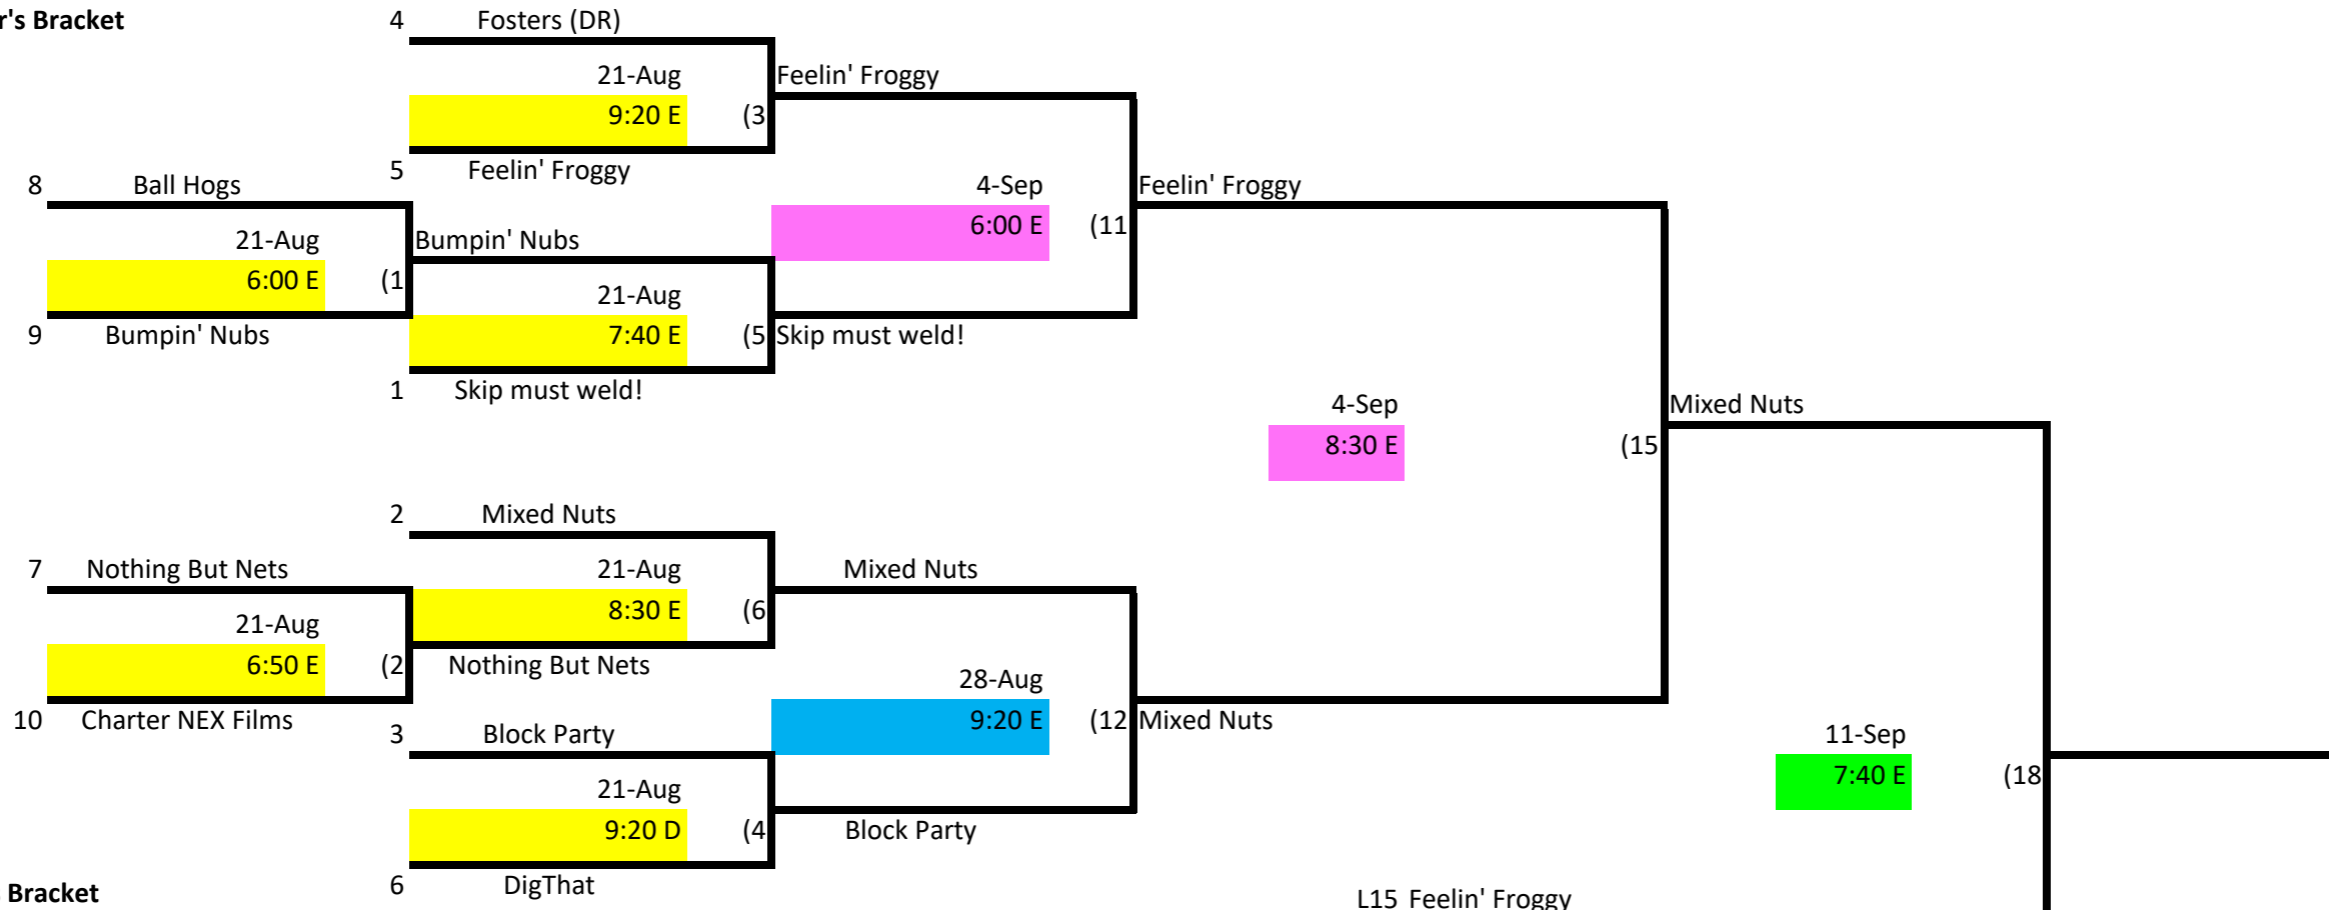 r's Bracket
4 Fosters (DR)
21-Aug
Feelin' Froggy
9:20 E (3
5 Feelin' Froggy
8 Ball Hogs
4-Sep
Feelin' Froggy
21-Aug
Bumpin' Nubs
6:00 E (11
6:00 E (1
21-Aug
9 Bumpin' Nubs
7:40 E (5 Skip must weld!
1 Skip must weld!
4-Sep
Mixed Nuts
8:30 E (15
2 Mixed Nuts
7 Nothing But Nets
21-Aug
Mixed Nuts
8:30 E (6
21-Aug
6:50 E (2
Nothing But Nets
28-Aug
10 Charter NEX Films
9:20 E (12 Mixed Nuts
3 Block Party
11-Sep
7:40 E (18
21-Aug
9:20 D (4
Block Party
6 DigThat
Bracket
L15 Feelin' Froggy